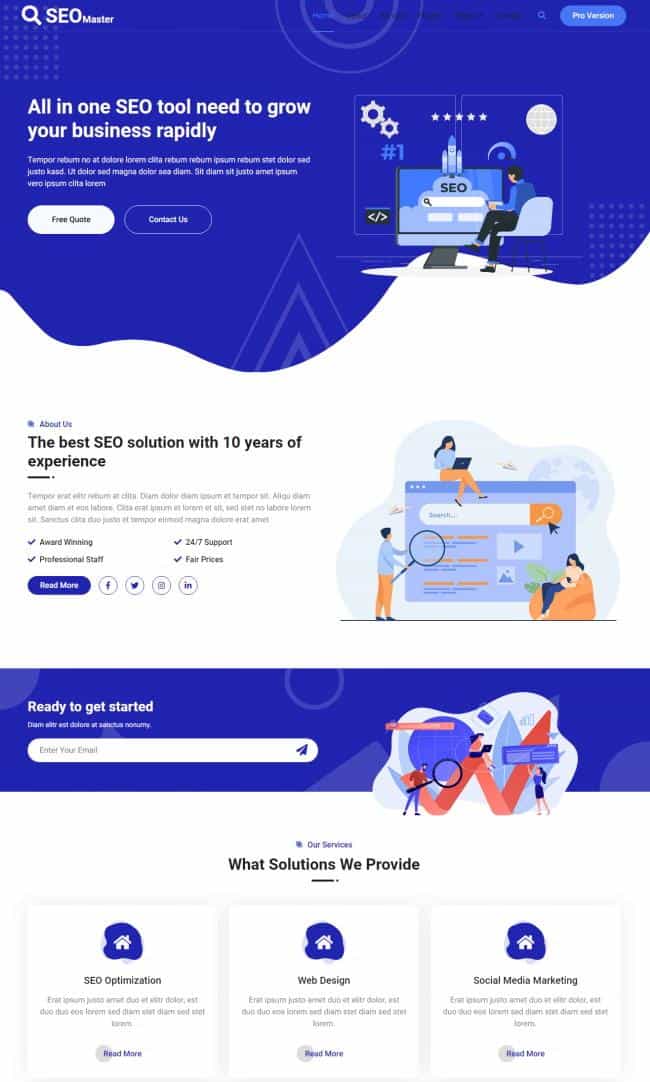 SEO Master
Home
Pro Version
All in one SEO tool need to grow
your business rapidly
Tempor rebum no at dolore lorem clita rebum rebum ipsum rebum stet dolor sed
justo kasd. Ut dolor sed magna dolor sea diam. Sit diam sit justo amet ipsum
vero ipsum clita lorem
Free Quote
Contact Us
#1
SEO
</>
About Us
The best SEO solution with 10 years of
experience
Tempor erat elitr rebum at clita. Diam dolor diam ipsum et tempor sit. Aliqu diam
amet diam et eos labore. Clita erat ipsum et lorem et sit, sed stet no labore lorem
sit. Sanctus clita duo justo et tempor eirmod magna dolore erat amet
Award Winning
24/7 Support
Professional Staff
Fair Prices
Read More
Search...
Ready to get started
Diam elitr est dolore at sanctus nonumy.
Enter Your Email
Our Services
What Solutions We Provide
SEO Optimization
Web Design
Social Media Marketing
Erat ipsum justo amet duo et elitr dolor, est
duo duo eos lorem sed diam stet diam sed stet
lorem.
Erat ipsum justo amet duo et elitr dolor, est
duo duo eos lorem sed diam stet diam sed stet
lorem.
Erat ipsum justo amet duo et elitr dolor, est
duo duo eos lorem sed diam stet diam sed stet
lorem.
Read More
Read More
Read More